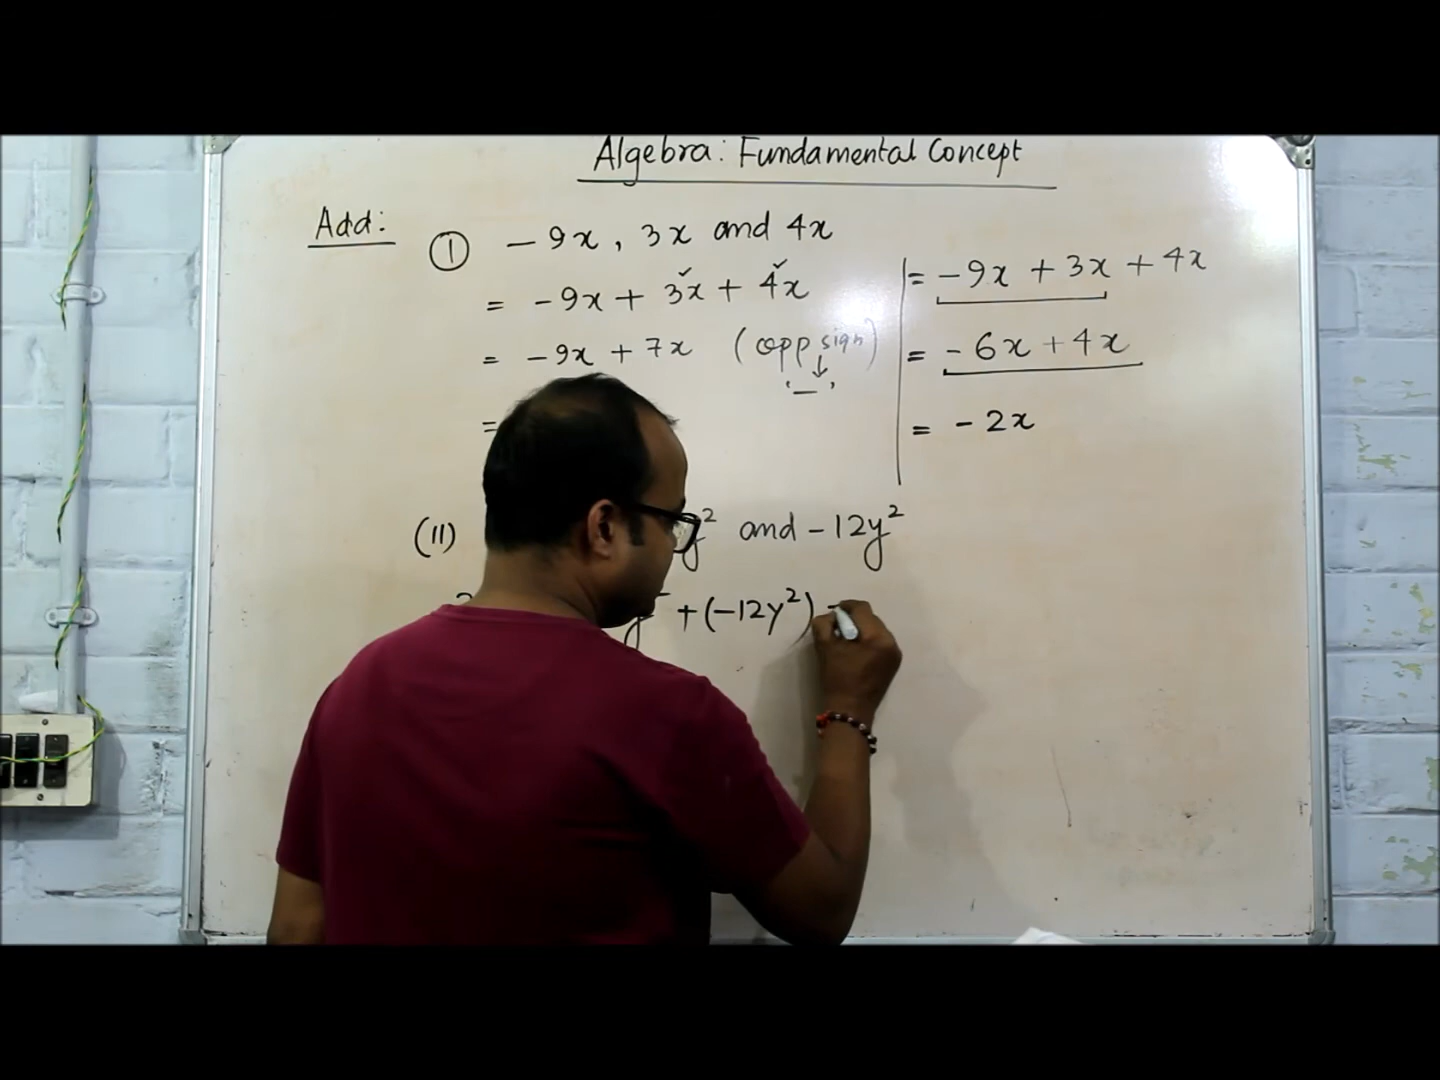 Algebra: Fundamental Concept
Add:
① -9x, 3x and 4x
= -9x + 3x + 4x
= -9x + 7x (opp sign)
↓
'-'
=
= -9x + 3x + 4x
= -6x + 4x
= -2x
(II) y² and -12y²
+ (-12y²)